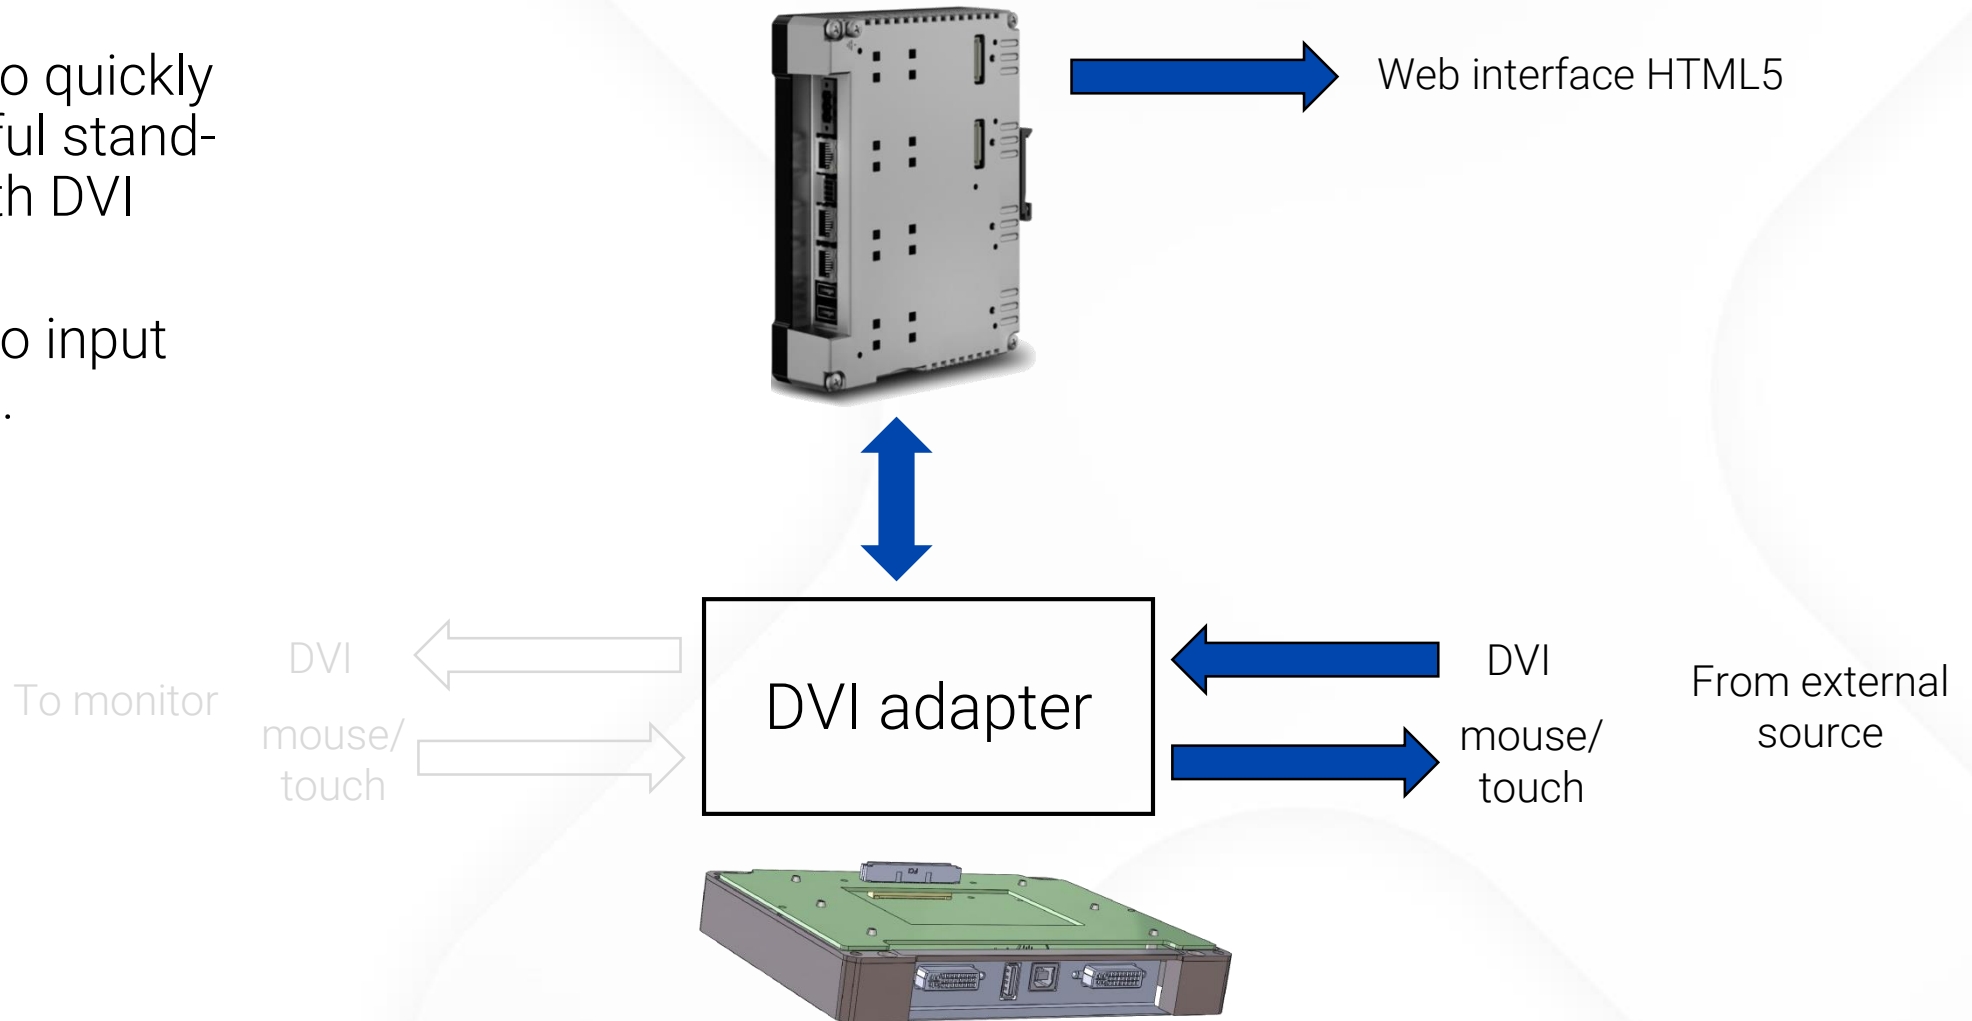 o quickly
ful stand-
th DVI
o input
.
Web interface HTML5
DVI adapter
To monitor
DVI
mouse/
touch
DVI
mouse/
touch
From external
source